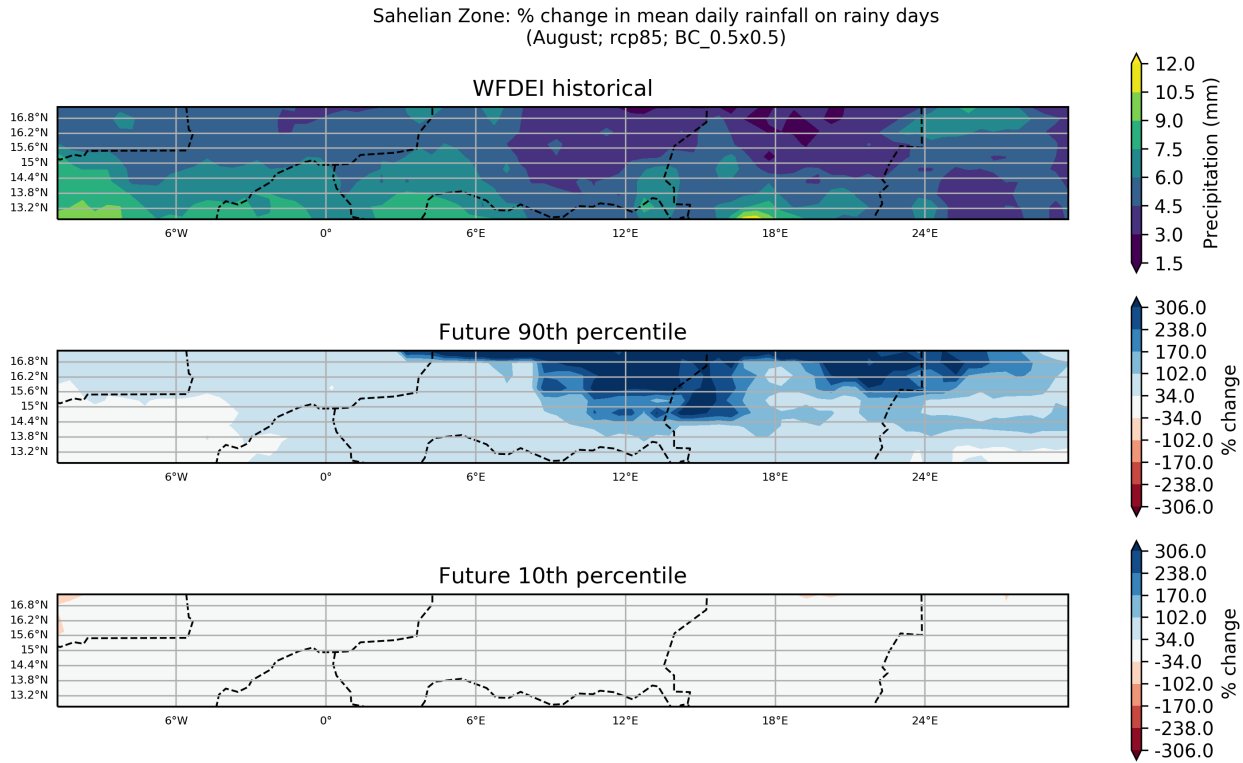 Sahelian Zone: % change in mean daily rainfall on rainy days
(August; rcp85; BC_0.5x0.5)
WFDEI historical
16.8°N
16.2°N
15.6°N
15°N
14.4°N
13.8°N
13.2°N
6°W 0° 6°E 12°E 18°E 24°E
12.0
10.5
9.0
7.5
6.0
4.5
3.0
1.5
Precipitation (mm)
Future 90th percentile
16.8°N
16.2°N
15.6°N
15°N
14.4°N
13.8°N
13.2°N
6°W 0° 6°E 12°E 18°E 24°E
306.0
238.0
170.0
102.0
34.0
-34.0
-102.0
-170.0
-238.0
-306.0
% change
Future 10th percentile
16.8°N
16.2°N
15.6°N
15°N
14.4°N
13.8°N
13.2°N
6°W 0° 6°E 12°E 18°E 24°E
306.0
238.0
170.0
102.0
34.0
-34.0
-102.0
-170.0
-238.0
-306.0
% change